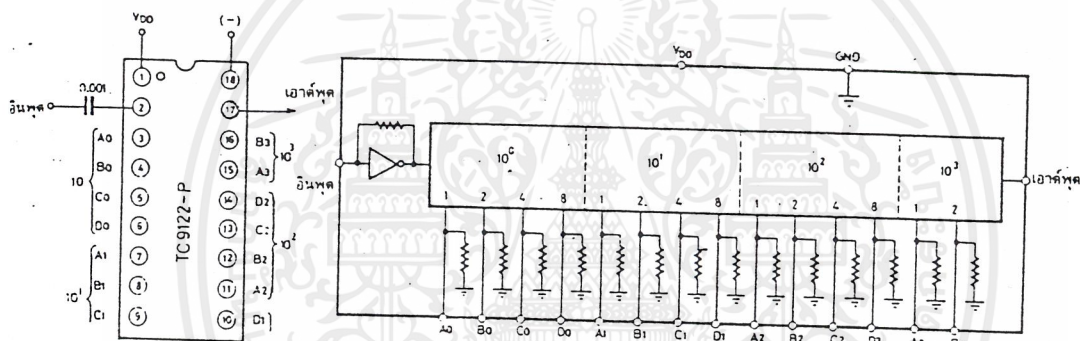 VDD (-)
1 18
0.001
อินพุต 2 17 เอาต์พุต
A0 3 16 B3
B0 4 15 A3
10³
10
C0 5 14 D2
D0 6 13 C2
10²
A1 7 12 B2
10¹
B1 8 11 A2
C1 9 10 D1
TC9122-P
VDD GND
อินพุต
10⁰ 10¹ 10² 10³
เอาต์พุต
1 2 4 8 1 2 4 8 1 2 4 8 1 2
A0 B0 C0 D0 A1 B1 C1 D1 A2 B2 C2